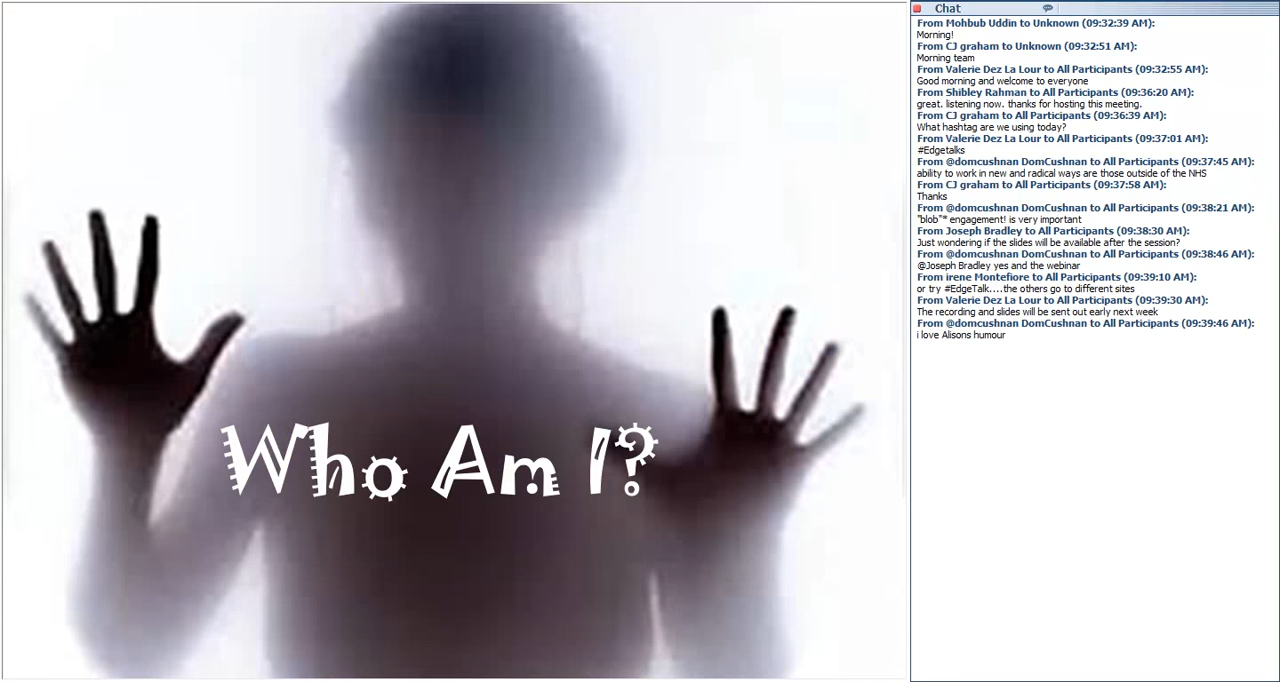 Who Am I?
Chat
From Mohbub Uddin to Unknown (09:32:39 AM):
Morning!
From CJ graham to Unknown (09:32:51 AM):
Morning team
From Valerie Dez La Lour to All Participants (09:32:55 AM):
Good morning and welcome to everyone
From Shibley Rahman to All Participants (09:36:20 AM):
great. listening now. thanks for hosting this meeting.
From CJ graham to All Participants (09:36:39 AM):
What hashtag are we using today?
From Valerie Dez La Lour to All Participants (09:37:01 AM):
#Edgetalks
From @domcushnan DomCushnan to All Participants (09:37:45 AM):
ability to work in new and radical ways are those outside of the NHS
From CJ graham to All Participants (09:37:58 AM):
Thanks
From @domcushnan DomCushnan to All Participants (09:38:21 AM):
"blob"* engagement! is very important
From Joseph Bradley to All Participants (09:38:30 AM):
Just wondering if the slides will be available after the session?
From @domcushnan DomCushnan to All Participants (09:38:46 AM):
@Joseph Bradley yes and the webinar
From irene Montefiore to All Participants (09:39:10 AM):
or try #EdgeTalk....the others go to different sites
From Valerie Dez La Lour to All Participants (09:39:30 AM):
The recording and slides will be sent out early next week
From @domcushnan DomCushnan to All Participants (09:39:46 AM):
i love Alisons humour